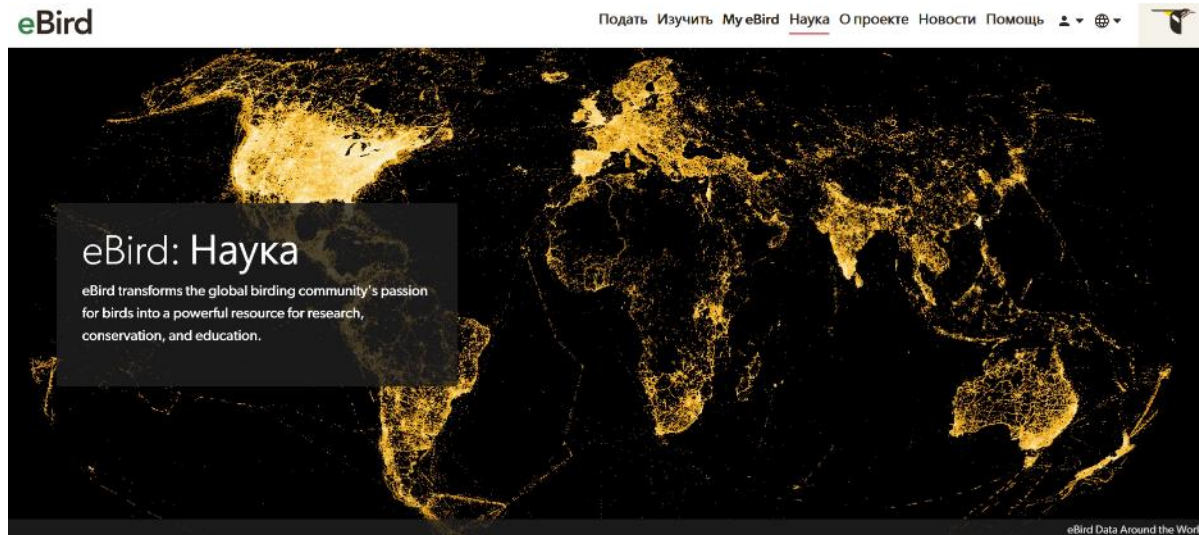 eBird
Подать Изучить My eBird Наука О проекте Новости Помощь
eBird: Наука
eBird transforms the global birding community's passion
for birds into a powerful resource for research,
conservation, and education.
eBird Data Around the Worl